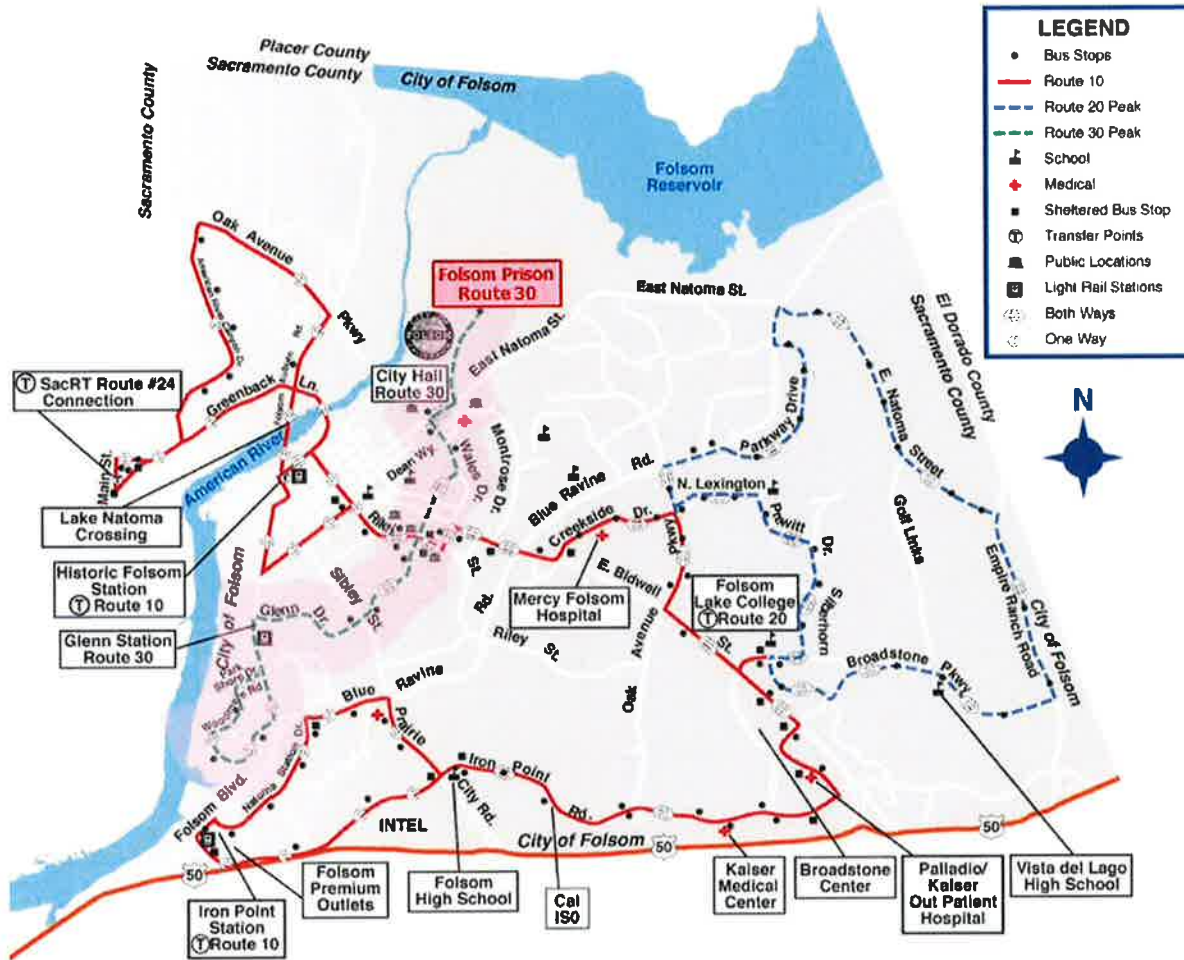 LEGEND
Bus Stops
Route 10
Route 20 Peak
Route 30 Peak
School
Medical
Sheltered Bus Stop
Transfer Points
Public Locations
Light Rail Stations
Both Ways
One Way
N
Placer County
Sacramento County
Sacramento County
City of Folsom
Folsom
Reservoir
El Dorado County
Sacramento County
Oak Avenue
Pkwy
Greenback
Ln.
American River
Main St.
T SacRT Route #24
Connection
Lake Natoma
Crossing
Historic Folsom
Station
T Route 10
Glenn Station
Route 30
Folsom Prison
Route 30
FOLSOM
City Hall
Route 30
East Natoma St.
East Natoma St.
Dean Wy
Wales Dr.
Montrose Dr.
Riley
St.
Rd.
Sibley
St.
Glenn
Dr.
City of Folsom
Park
Shore Dr.
Rd
Blue Ravine Rd.
Creekside
Dr.
Pkwy
Mercy Folsom
Hospital
E. Bidwell
St.
Riley
St.
Oak
Avenue
Parkway Drive
N. Lexington
Prewitt
Dr.
Silberhorn
Folsom
Lake College
T Route 20
E. Natoma Street
Golf Links
Empire Ranch Road
City of Folsom
Broadstone
Pkwy
Blue Ravine
Prairie
City Rd.
Iron Point
Rd.
Natoma Station Dr.
Folsom Blvd.
INTEL
City of Folsom
50
50
50
Iron Point
Station
T Route 10
Folsom
Premium
Outlets
Folsom
High School
Cal
ISO
Kaiser
Medical
Center
Broadstone
Center
Palladio/
Kaiser
Out Patient
Hospital
Vista del Lago
High School